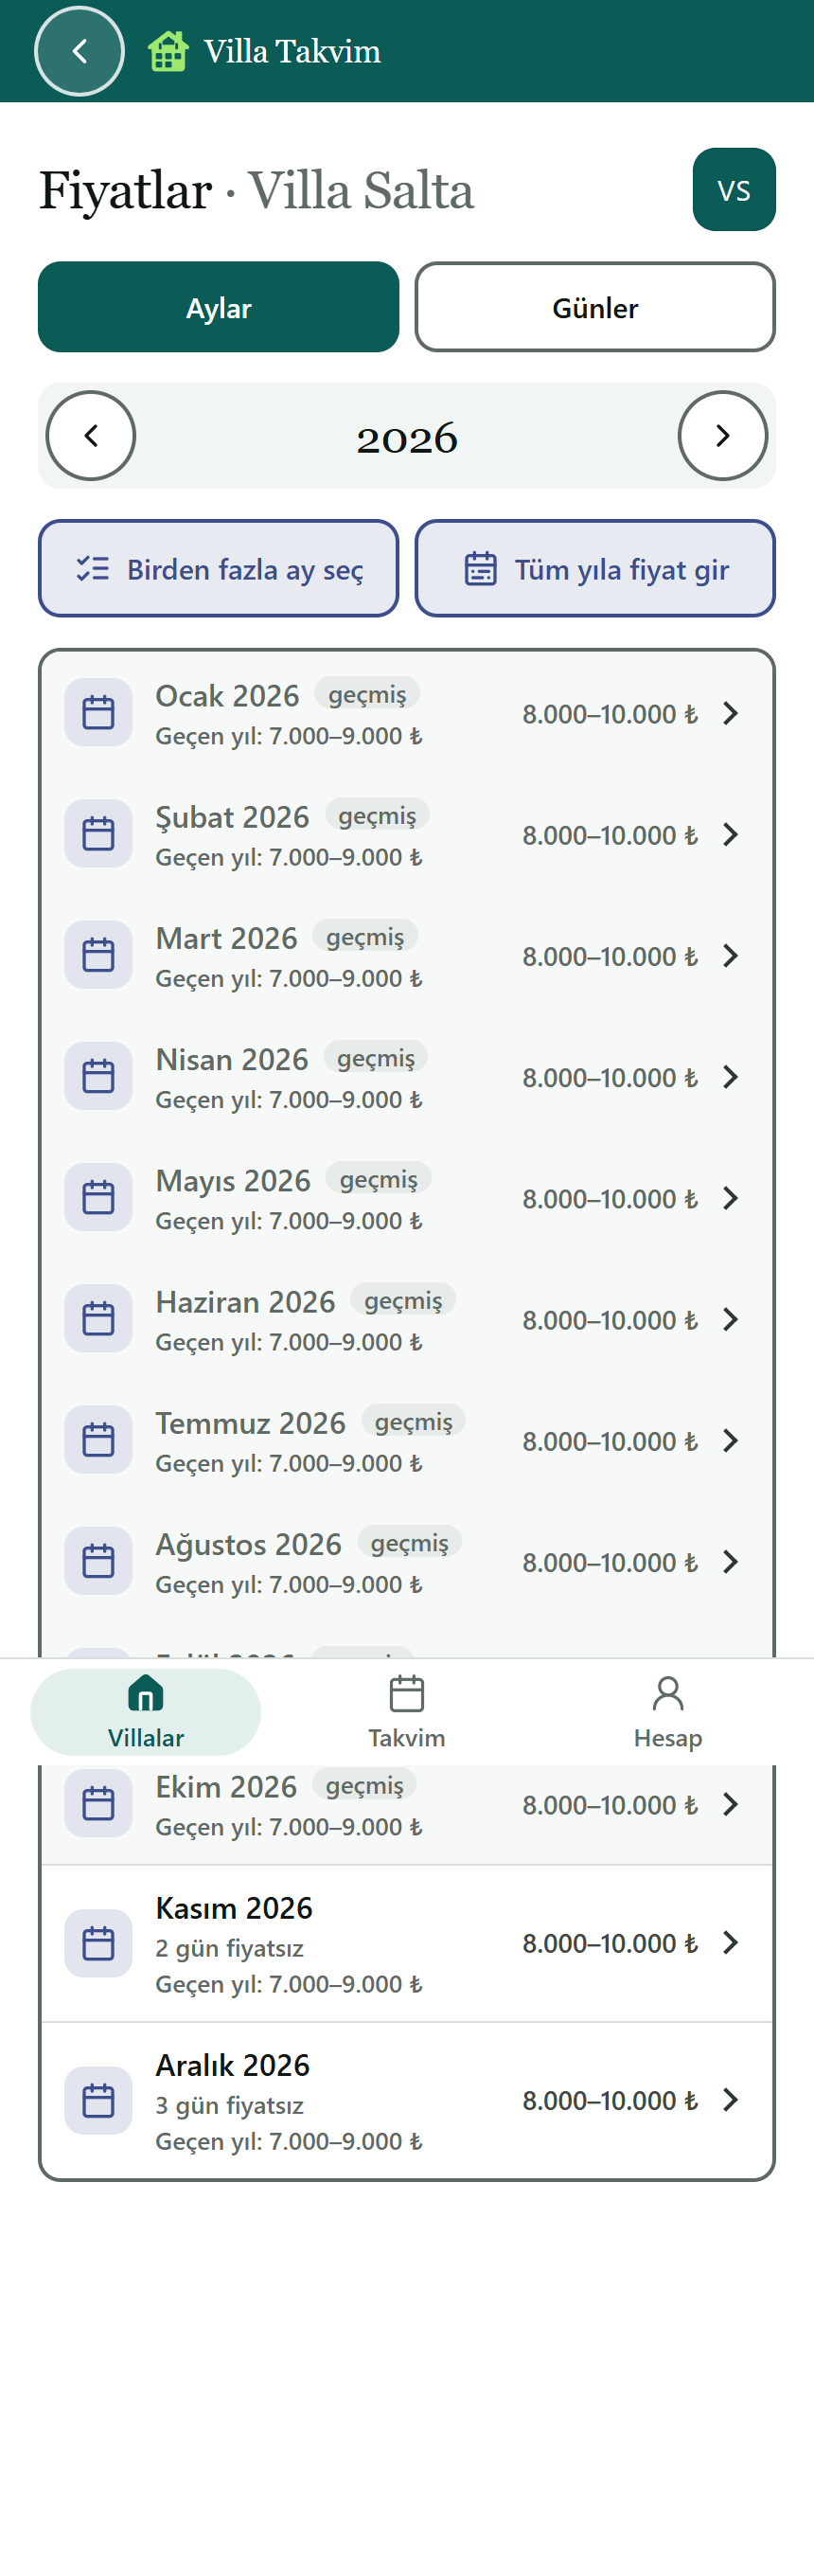 Villa Takvim
Fiyatlar · Villa Salta
VS
Aylar
Günler
2026
Birden fazla ay seç
Tüm yıla fiyat gir
Ocak 2026 geçmiş
Geçen yıl: 7.000–9.000 ₺
8.000–10.000 ₺
Şubat 2026 geçmiş
Geçen yıl: 7.000–9.000 ₺
8.000–10.000 ₺
Mart 2026 geçmiş
Geçen yıl: 7.000–9.000 ₺
8.000–10.000 ₺
Nisan 2026 geçmiş
Geçen yıl: 7.000–9.000 ₺
8.000–10.000 ₺
Mayıs 2026 geçmiş
Geçen yıl: 7.000–9.000 ₺
8.000–10.000 ₺
Haziran 2026 geçmiş
Geçen yıl: 7.000–9.000 ₺
8.000–10.000 ₺
Temmuz 2026 geçmiş
Geçen yıl: 7.000–9.000 ₺
8.000–10.000 ₺
Ağustos 2026 geçmiş
Geçen yıl: 7.000–9.000 ₺
8.000–10.000 ₺
Villalar
Takvim
Hesap
Ekim 2026 geçmiş
Geçen yıl: 7.000–9.000 ₺
8.000–10.000 ₺
Kasım 2026
2 gün fiyatsız
Geçen yıl: 7.000–9.000 ₺
8.000–10.000 ₺
Aralık 2026
3 gün fiyatsız
Geçen yıl: 7.000–9.000 ₺
8.000–10.000 ₺